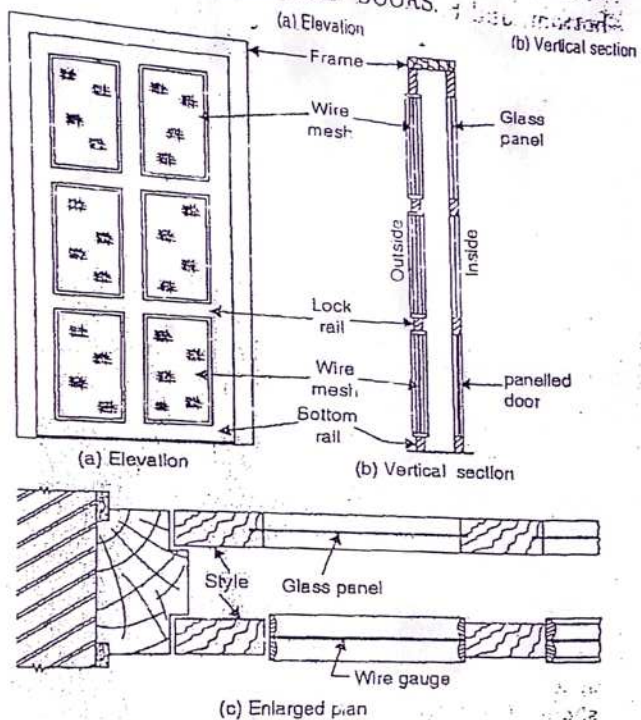 DOORS.
(a) Elevation
(b) Vertical section
Frame
Wire
mesh
Glass
panel
Outside
Inside
Lock
rail
Wire
mesh
panelled
door
Bottom
rail
(a) Elevation
(b) Vertical section
Style
Glass panel
Wire gauge
(c) Enlarged plan